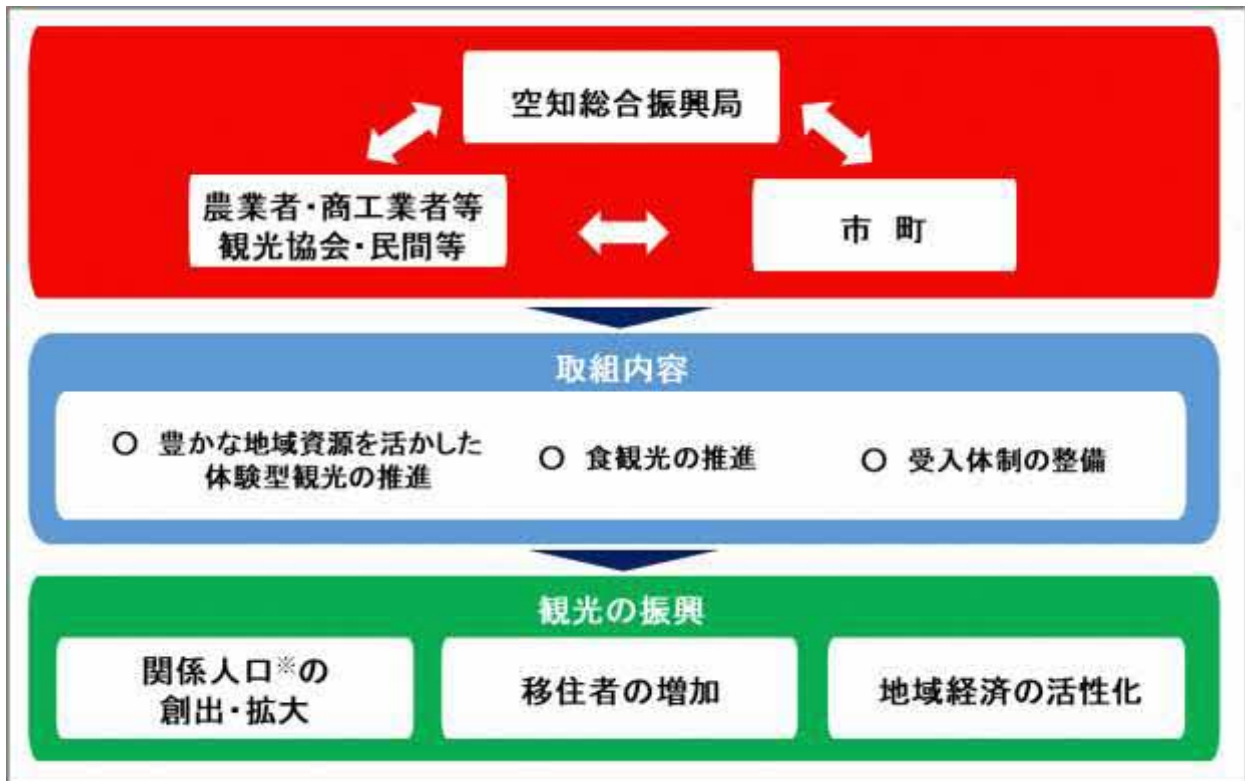 空知総合振興局
農業者・商工業者等
観光協会・民間等
市 町
取組内容
○ 豊かな地域資源を活かした
体験型観光の推進
○ 食観光の推進
○ 受入体制の整備
観光の振興
関係人口※の
創出・拡大
移住者の増加
地域経済の活性化